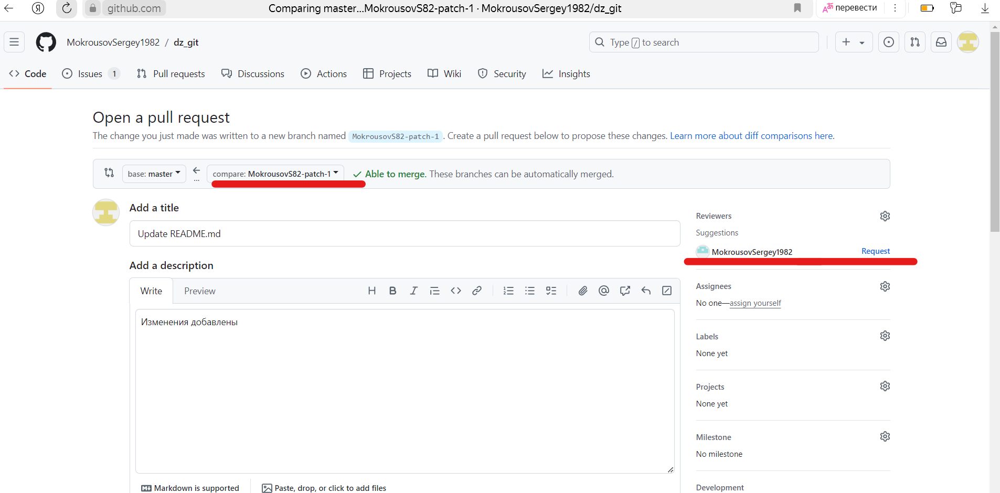 github.com Comparing master...MokrousovS82-patch-1 · MokrousovSergey1982/dz_git перевести
MokrousovSergey1982 / dz_git Type / to search
Code Issues 1 Pull requests Discussions Actions Projects Wiki Security Insights
Open a pull request
The change you just made was written to a new branch named MokrousovS82-patch-1. Create a pull request below to propose these changes. Learn more about diff comparisons here.
base: master compare: MokrousovS82-patch-1 Able to merge. These branches can be automatically merged.
Add a title
Update README.md
Add a description
Write Preview
Изменения добавлены
Markdown is supported Paste, drop, or click to add files
Reviewers
Suggestions
MokrousovSergey1982 Request
Assignees
No one—assign yourself
Labels
None yet
Projects
None yet
Milestone
No milestone
Development